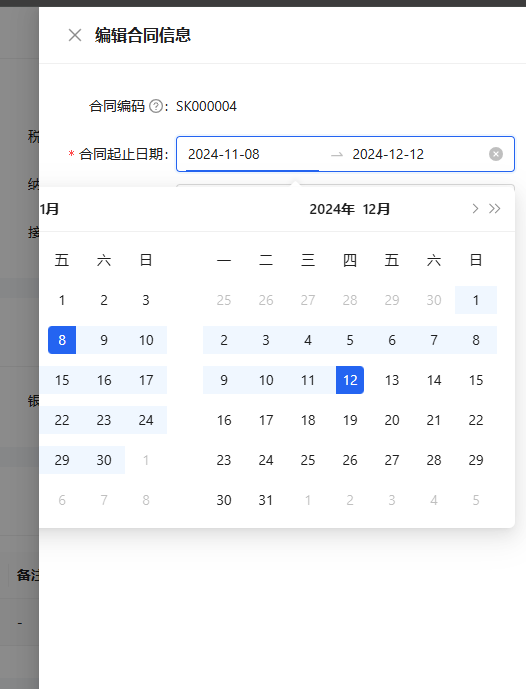 编辑合同信息
合同编码 ?: SK000004
税
* 合同起止日期: 2024-11-08 → 2024-12-12
纳
1月
2024年 12月
接
五 六 日 一 二 三 四 五 六 日
1 2 3 25 26 27 28 29 30 1
8 9 10 2 3 4 5 6 7 8
15 16 17 9 10 11 12 13 14 15
银
22 23 24 16 17 18 19 20 21 22
29 30 1 23 24 25 26 27 28 29
6 7 8 30 31 1 2 3 4 5
备注
-